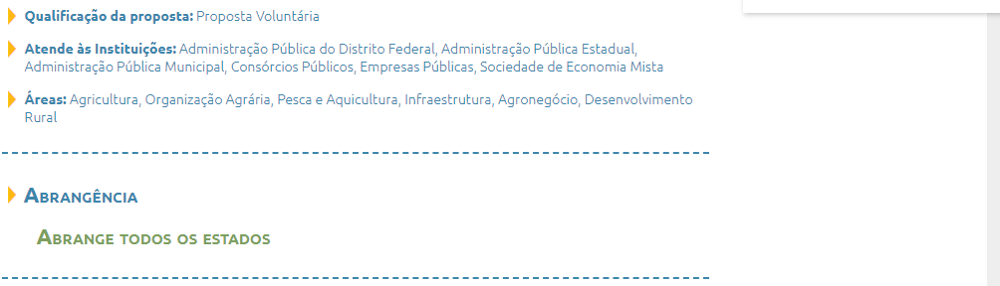 Qualificação da proposta: Proposta Voluntária
Atende às Instituições: Administração Pública do Distrito Federal, Administração Pública Estadual,
Administração Pública Municipal, Consórcios Públicos, Empresas Públicas, Sociedade de Economia Mista
Áreas: Agricultura, Organização Agrária, Pesca e Aquicultura, Infraestrutura, Agronegócio, Desenvolvimento
Rural
Abrangência
Abrange todos os estados